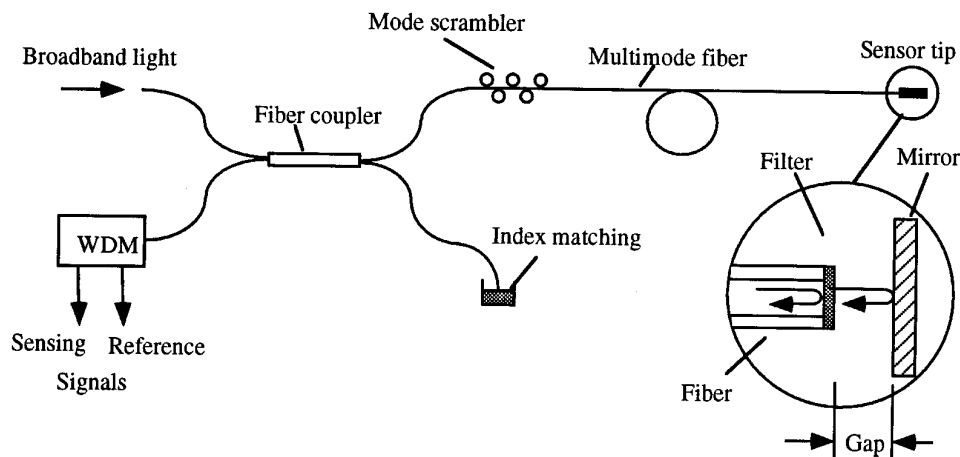 Mode scrambler
Broadband light
Multimode fiber
Sensor tip
Fiber coupler
Filter
Mirror
WDM
Index matching
Sensing Reference
Signals
Fiber
Gap